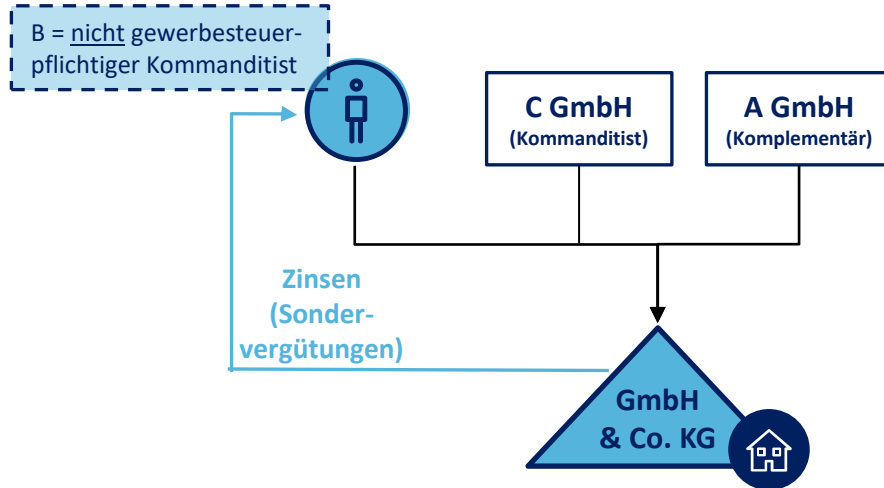 B = nicht gewerbesteuer-
pflichtiger Kommanditist
C GmbH
(Kommanditist)
A GmbH
(Komplementär)
Zinsen
(Sonder-
vergütungen)
GmbH
& Co. KG